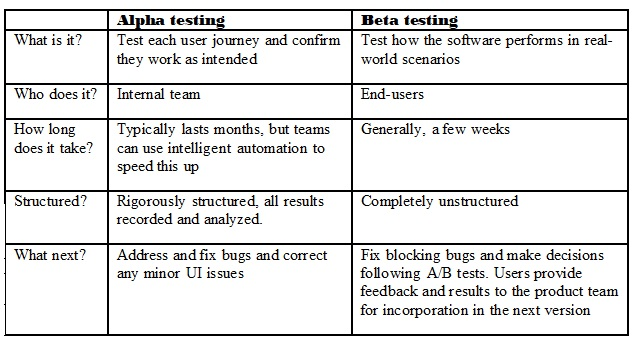 Alpha testing Beta testing
What is it? Test each user journey and confirm Test how the software performs in real-
they work as intended world scenarios
Who does it? Internal team End-users
How long Typically lasts months, but teams Generally, a few weeks
does it take? can use intelligent automation to
speed this up
Structured? Rigorously structured, all results Completely unstructured
recorded and analyzed.
What next? Address and fix bugs and correct Fix blocking bugs and make decisions
any minor UI issues following A/B tests. Users provide
feedback and results to the product team
for incorporation in the next version